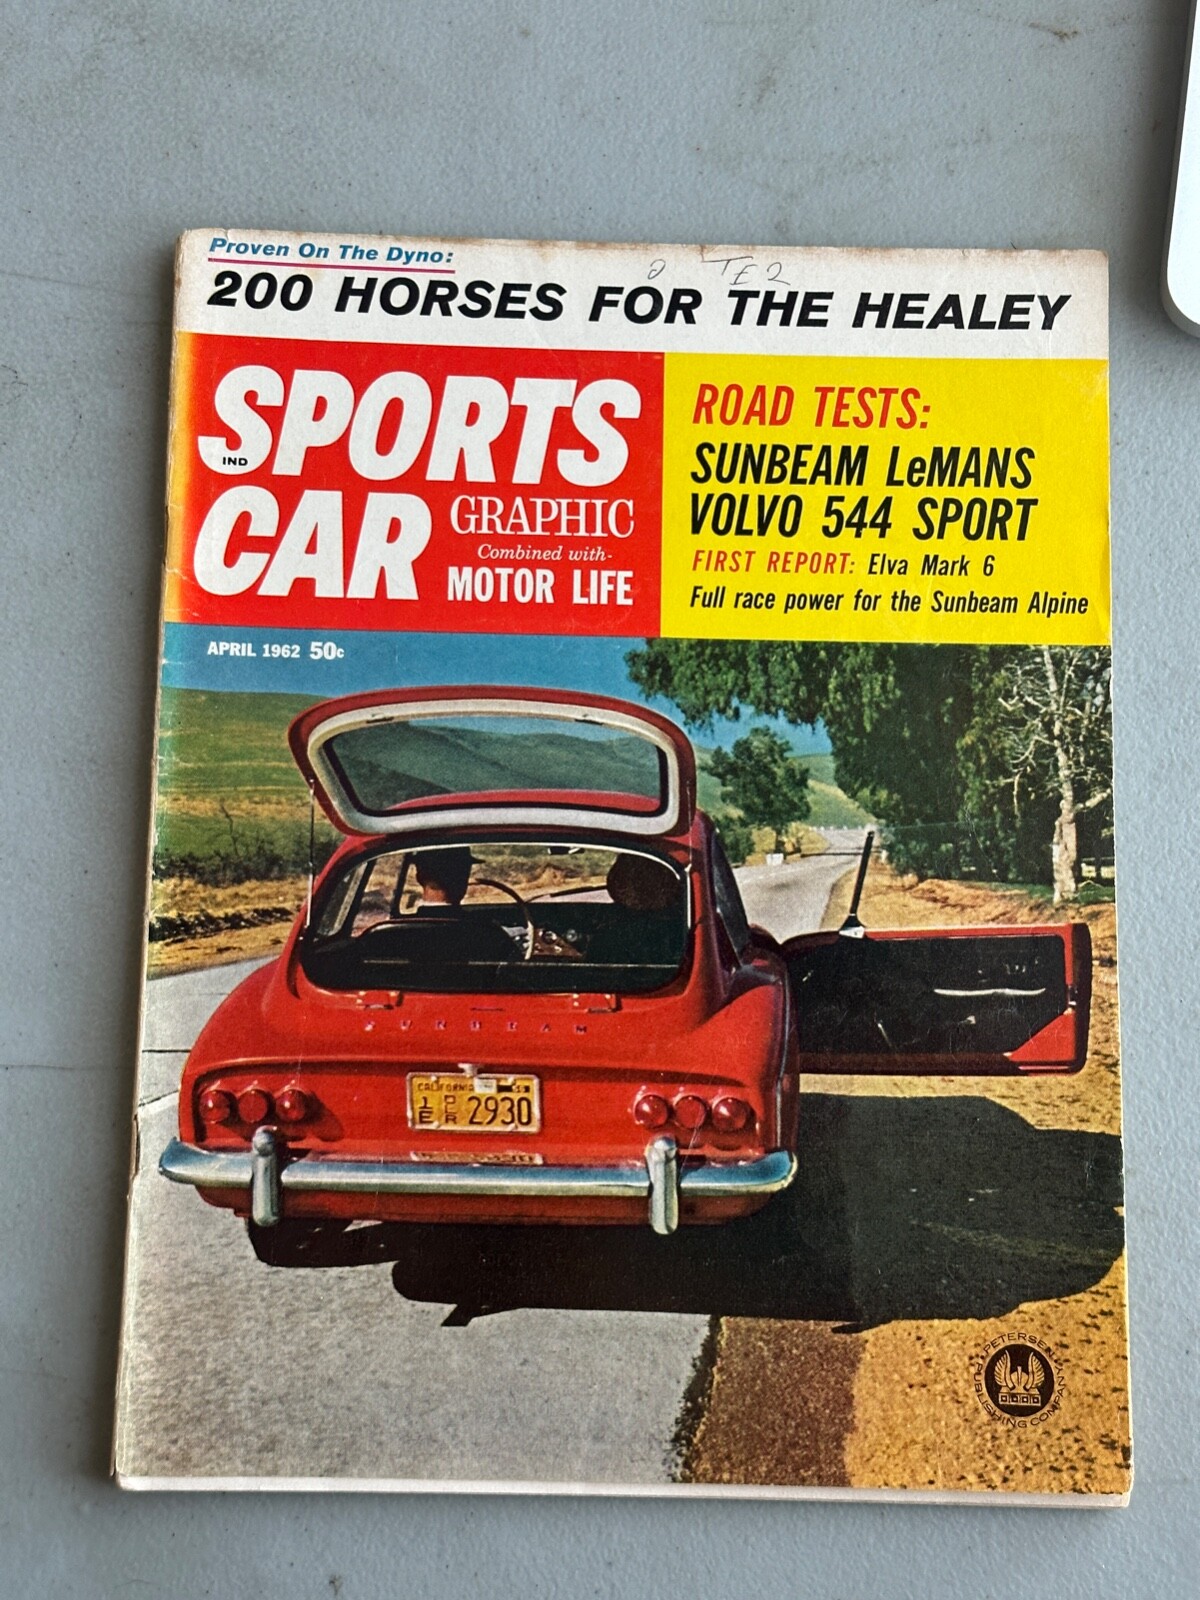 Proven On The Dyno:
200 HORSES FOR THE HEALEY
SPORTS
IND
CAR
GRAPHIC
Combined with-
MOTOR LIFE
ROAD TESTS:
SUNBEAM LeMANS
VOLVO 544 SPORT
FIRST REPORT: Elva Mark 6
Full race power for the Sunbeam Alpine
APRIL 1962 50c
SUNBEAM
CALIFORNIA
2930
PETERSEN PUBLISHING COMPANY